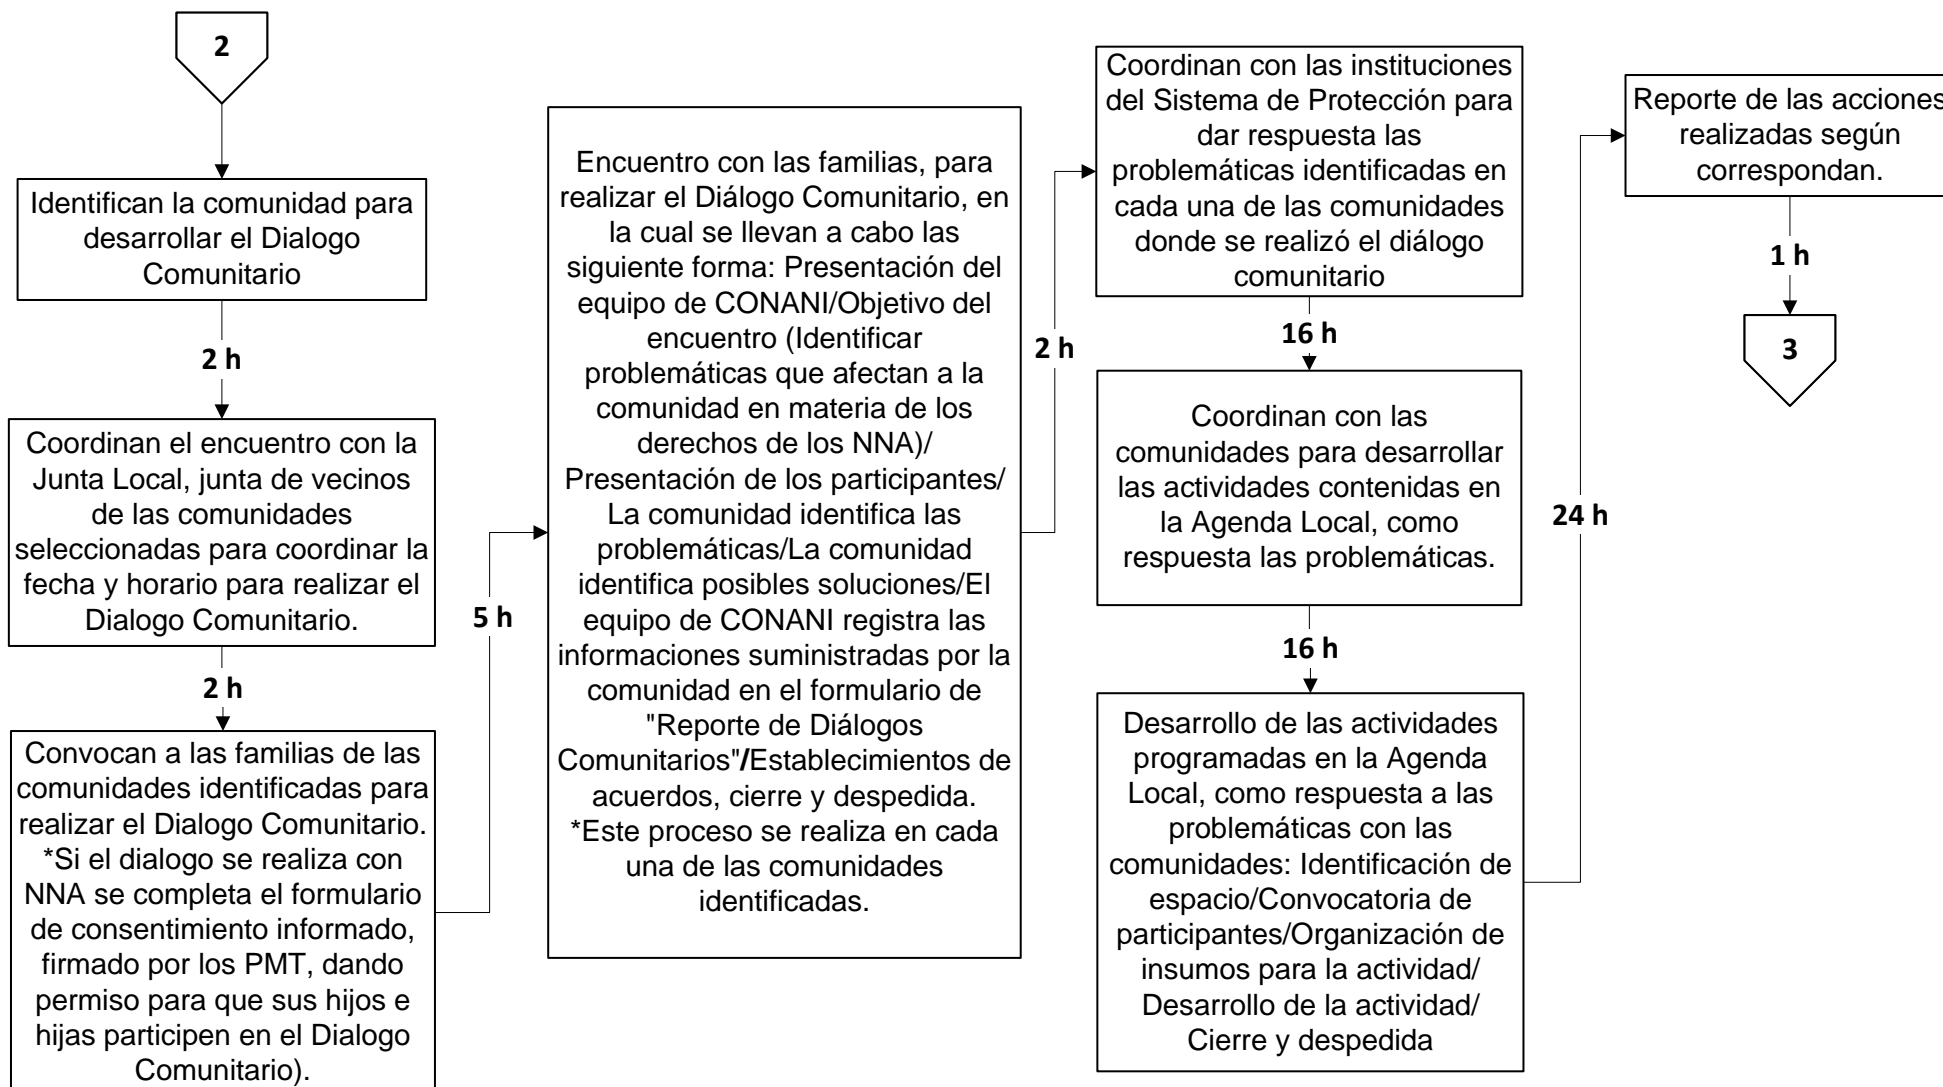 2
Identifican la comunidad para
desarrollar el Dialogo
Comunitario
2 h
Coordinan el encuentro con la
Junta Local, junta de vecinos
de las comunidades
seleccionadas para coordinar la
fecha y horario para realizar el
Dialogo Comunitario.
2 h
Convocan a las familias de las
comunidades identificadas para
realizar el Dialogo Comunitario.
*Si el dialogo se realiza con
NNA se completa el formulario
de consentimiento informado,
firmado por los PMT, dando
permiso para que sus hijos e
hijas participen en el Dialogo
Comunitario).
5 h
Encuentro con las familias, para
realizar el Diálogo Comunitario, en
la cual se llevan a cabo las
siguiente forma: Presentación del
equipo de CONANI/Objetivo del
encuentro (Identificar
problemáticas que afectan a la
comunidad en materia de los
derechos de los NNA)/
Presentación de los participantes/
La comunidad identifica las
problemáticas/La comunidad
identifica posibles soluciones/El
equipo de CONANI registra las
informaciones suministradas por la
comunidad en el formulario de
"Reporte de Diálogos
Comunitarios"/Establecimientos de
acuerdos, cierre y despedida.
*Este proceso se realiza en cada
una de las comunidades
identificadas.
2 h
Coordinan con las instituciones
del Sistema de Protección para
dar respuesta las
problemáticas identificadas en
cada una de las comunidades
donde se realizó el diálogo
comunitario
16 h
Coordinan con las
comunidades para desarrollar
las actividades contenidas en
la Agenda Local, como
respuesta las problemáticas.
16 h
Desarrollo de las actividades
programadas en la Agenda
Local, como respuesta a las
problemáticas con las
comunidades: Identificación de
espacio/Convocatoria de
participantes/Organización de
insumos para la actividad/
Desarrollo de la actividad/
Cierre y despedida
24 h
Reporte de las acciones
realizadas según
correspondan.
1 h
3